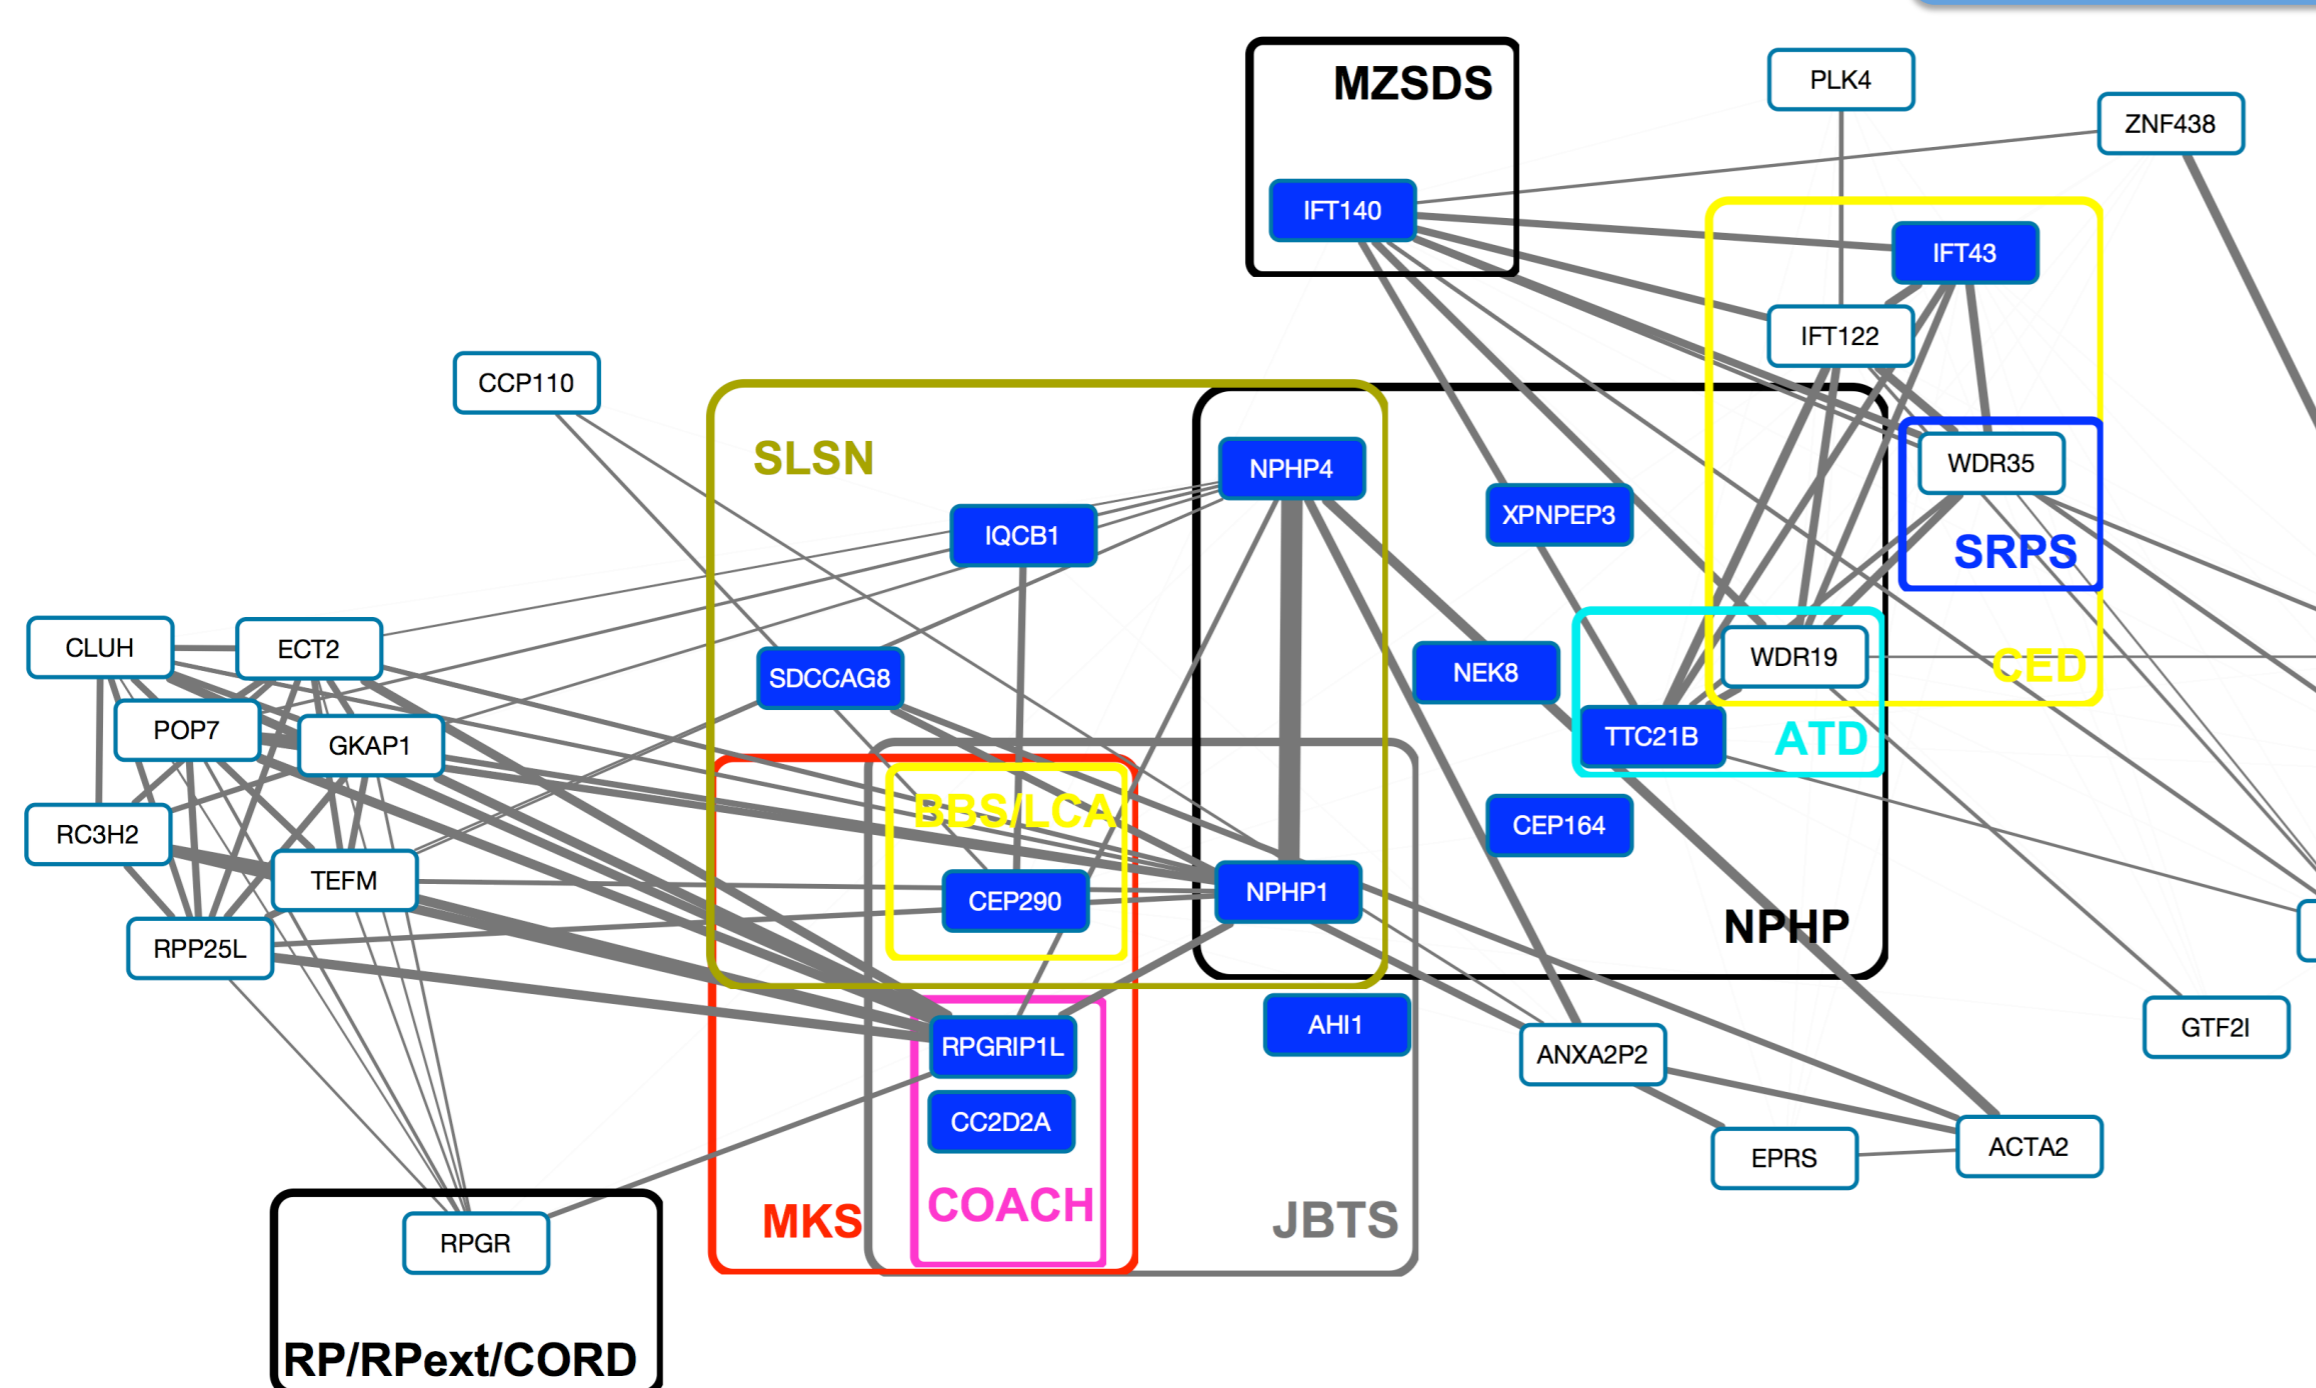 MZSDS
PLK4
ZNF438
IFT140
IFT43
IFT122
CCP110
SLSN
NPHP4
WDR35
XPNPEP3
IQCB1
SRPS
CLUH
ECT2
WDR19
CED
SDCCAG8
NEK8
POP7
GKAP1
TTC21B
ATD
BBS/LCA
CEP164
RC3H2
TEFM
CEP290
NPHP1
NPHP
RPP25L
AHI1
GTF2I
RPGRIP1L
ANXA2P2
CC2D2A
ACTA2
EPRS
COACH
MKS
JBTS
RPGR
RP/RPext/CORD